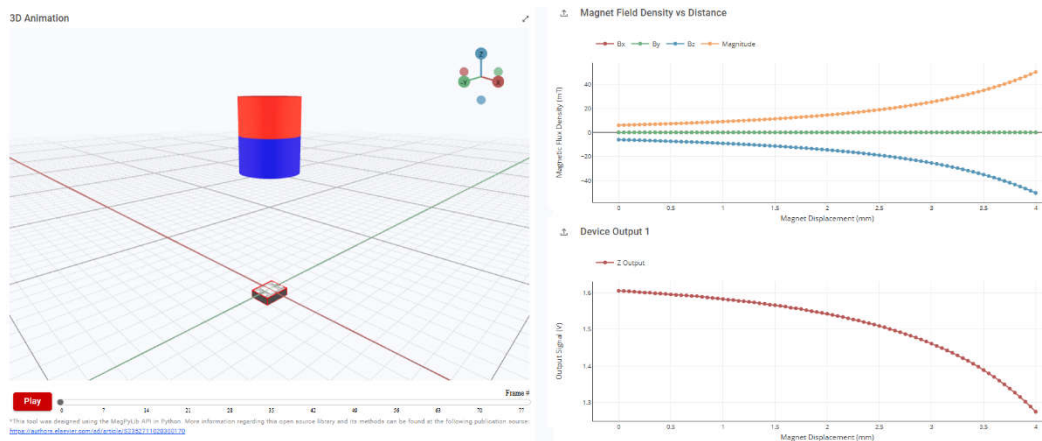 3D Animation
Z
Y
X
Play
Frame #
0 7 14 21 28 35 42 49 56 63 70 77
*This tool was designed using the MagPyLib API in Python. More information regarding this open source library and its methods can be found at the following publication source:
Magnet Field Density vs Distance
Bx By Bz Magnitude
Magnetic Flux Density (mT)
40
20
0
−20
−40
0 0.5 1 1.5 2 2.5 3 3.5 4
Magnet Displacement (mm)
Device Output 1
Z Output
Output Signal (V)
1.6
1.5
1.4
1.3
0 0.5 1 1.5 2 2.5 3 3.5 4
Magnet Displacement (mm)